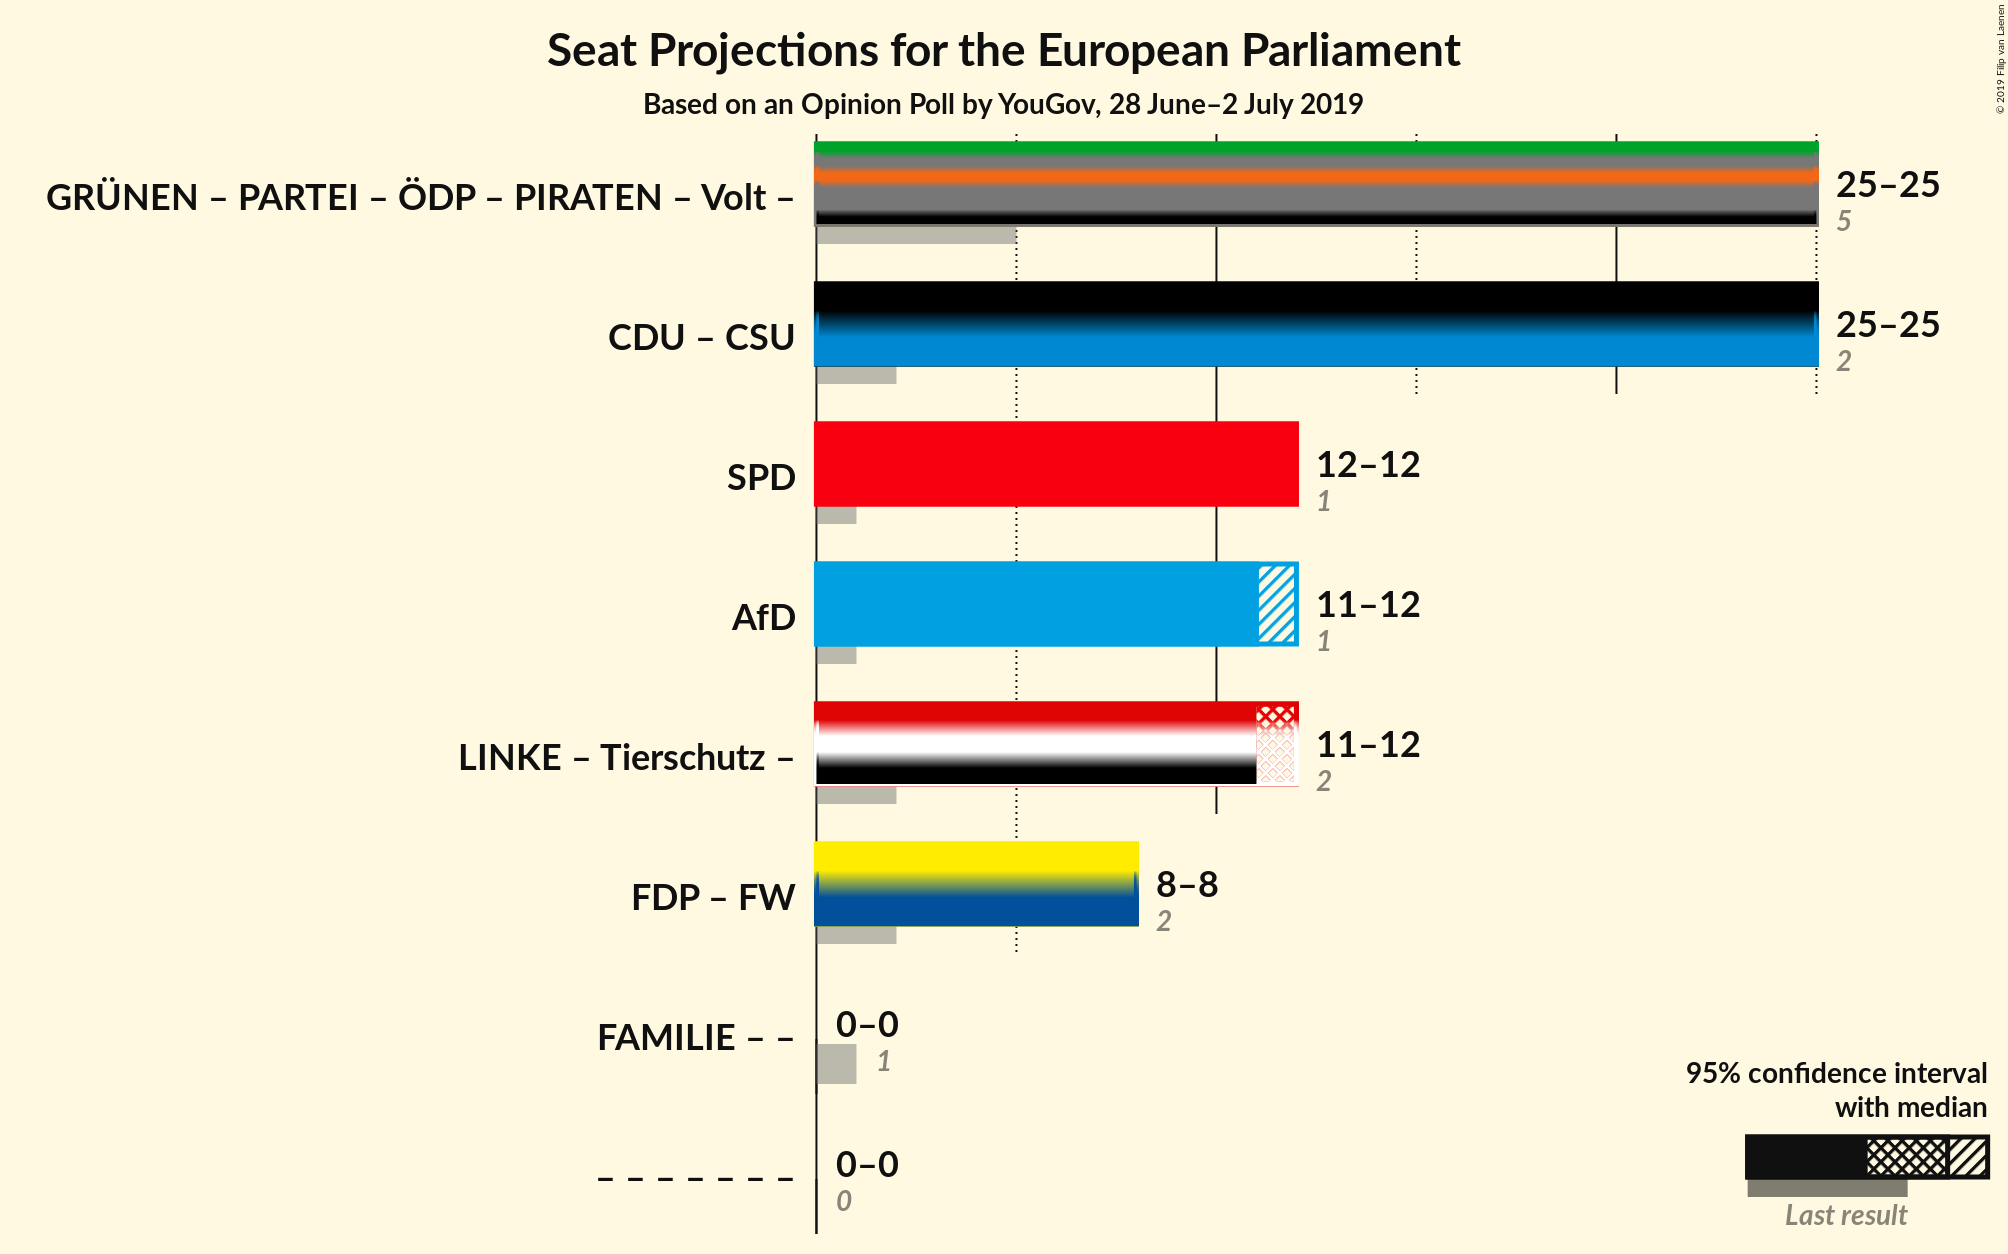 Seat Projections for the European Parliament
Based on an Opinion Poll by YouGov, 28 June–2 July 2019
© 2019 Filip van Laenen
GRÜNEN – PARTEI – ÖDP – PIRATEN – Volt –
25–25
5
CDU – CSU
25–25
2
SPD
12–12
1
AfD
11–12
1
LINKE – Tierschutz –
11–12
2
FDP – FW
8–8
2
FAMILIE – –
0–0
1
– – – – – – –
0–0
0
95% confidence interval
with median
Last result